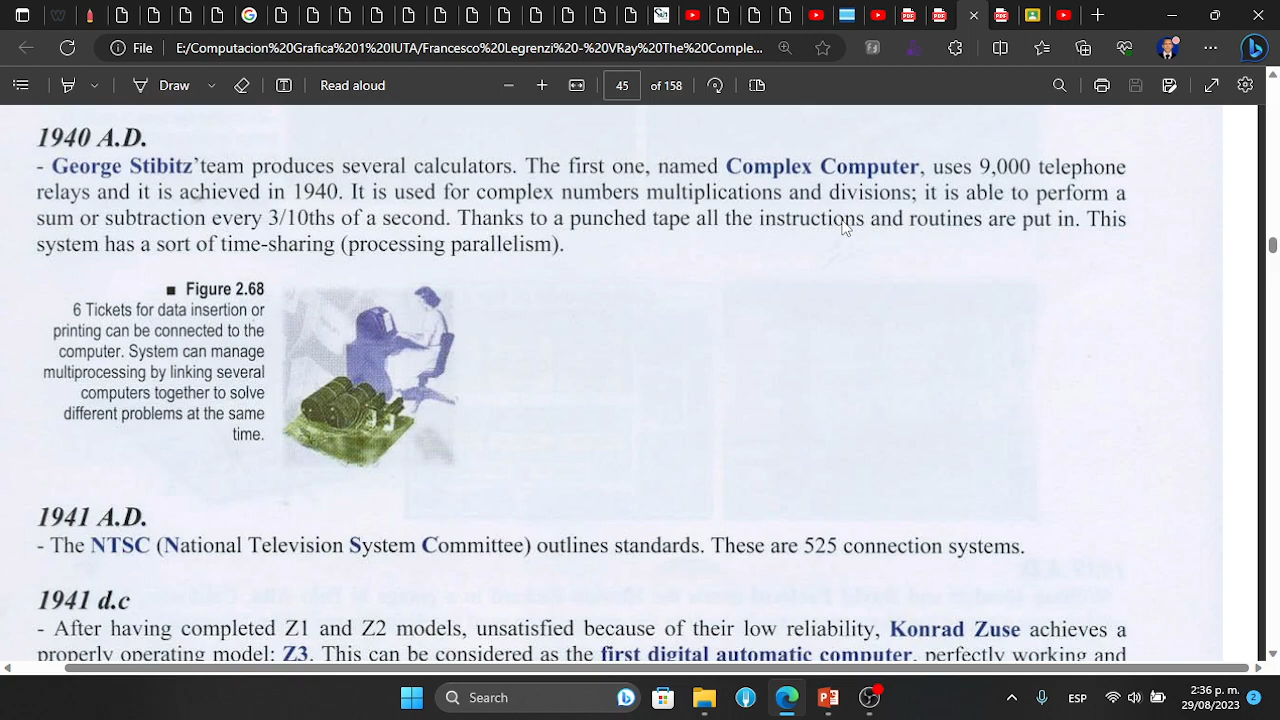 File
E:/Computacion%20Grafica%201%20IUTA/Francesco%20Legrenzi%20-%20VRay%20The%20Comple...
Draw
Read aloud
45
of 158
1940 A.D.
- George Stibitz'team produces several calculators. The first one, named Complex Computer, uses 9,000 telephone
relays and it is achieved in 1940. It is used for complex numbers multiplications and divisions; it is able to perform a
sum or subtraction every 3/10ths of a second. Thanks to a punched tape all the instructions and routines are put in. This
system has a sort of time-sharing (processing parallelism).
■ Figure 2.68
6 Tickets for data insertion or
printing can be connected to the
computer. System can manage
multiprocessing by linking several
computers together to solve
different problems at the same
time.
1941 A.D.
- The NTSC (National Television System Committee) outlines standards. These are 525 connection systems.
1941 d.c
- After having completed Z1 and Z2 models, unsatisfied because of their low reliability, Konrad Zuse achieves a
properly operating model: Z3. This can be considered as the first digital automatic computer, perfectly working and
Search
ESP
2:36 p. m.
29/08/2023
2